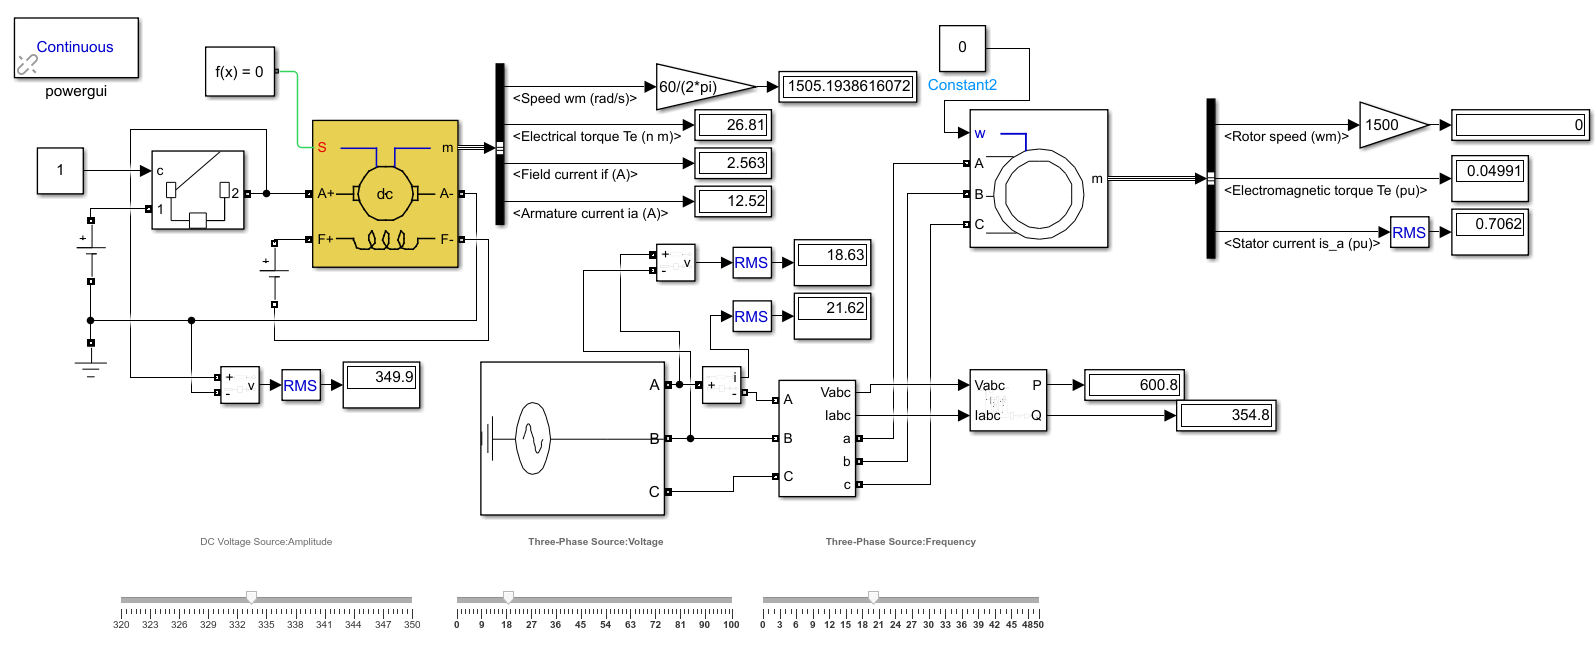 Continuous
powergui
f(x) = 0
S
m
A+
dc
A-
F+
F-
1
c
2
1
+
+
<Speed wm (rad/s)>
60/(2*pi)
1505.1938616072
<Electrical torque Te (n m)>
26.81
<Field current if (A)>
2.563
<Armature current ia (A)>
12.52
0
Constant2
w
A
B
C
m
<Rotor speed (wm)>
1500
0
<Electromagnetic torque Te (pu)>
0.04991
<Stator current is_a (pu)>
RMS
0.7062
+
-
v
RMS
18.63
RMS
21.62
+
-
v
RMS
349.9
A
B
C
+
i
-
A
B
C
Vabc
Iabc
a
b
c
Vabc
Iabc
P
Q
600.8
354.8
DC Voltage Source:Amplitude
Three-Phase Source:Voltage
Three-Phase Source:Frequency
320 323 326 329 332 335 338 341 344 347 350
0 9 18 27 36 45 54 63 72 81 90 100
0 3 6 9 12 15 18 21 24 27 30 33 36 39 42 45 4850